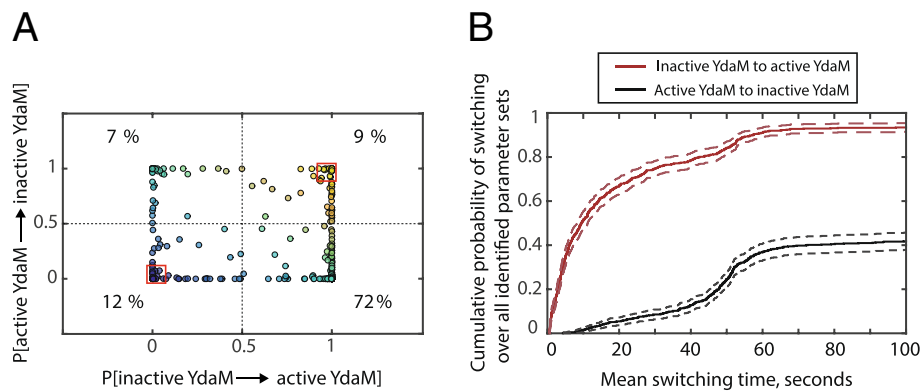 A
7 %
9 %
1
0.5
0
12 %
72%
0
0.5
1
P[active YdaM → inactive YdaM]
P[inactive YdaM → active YdaM]
B
Inactive YdaM to active YdaM
Active YdaM to inactive YdaM
Cumulative probability of switching
over all identified parameter sets
1
0.8
0.6
0.4
0.2
0
0
20
40
60
80
100
Mean switching time, seconds